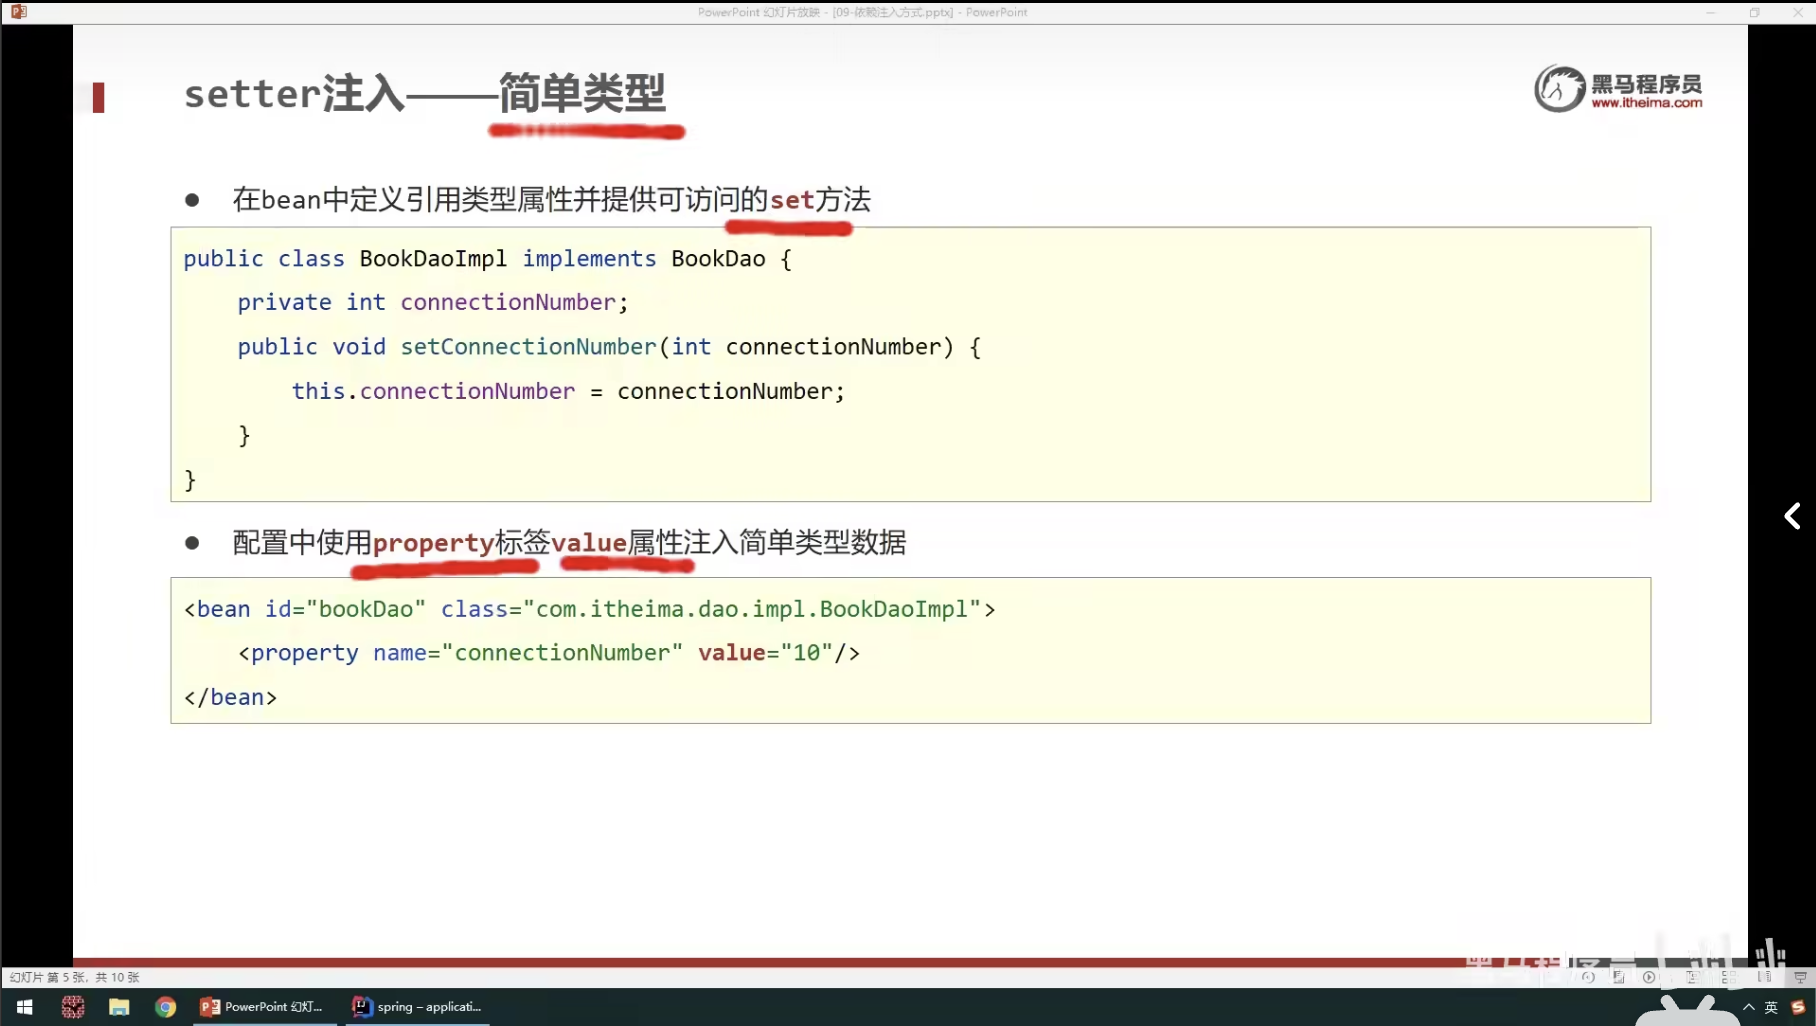 PowerPoint 幻灯片放映 - [09-依赖注入方式.pptx] - PowerPoint
setter注入——简单类型
黑马程序员
www.itheima.com
● 在bean中定义引用类型属性并提供可访问的set方法
public class BookDaoImpl implements BookDao {
private int connectionNumber;
public void setConnectionNumber(int connectionNumber) {
this.connectionNumber = connectionNumber;
}
}
● 配置中使用property标签value属性注入简单类型数据
<bean id="bookDao" class="com.itheima.dao.impl.BookDaoImpl">
<property name="connectionNumber" value="10"/>
</bean>
黑马程序员
幻灯片 第 5 张，共 10 张
PowerPoint 幻灯...
spring – applicati...
英